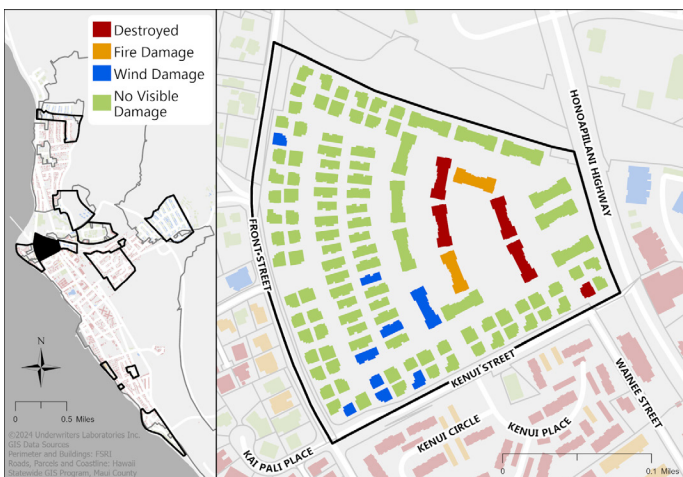 Destroyed
Fire Damage
Wind Damage
No Visible
Damage
HONOAPIILANI HIGHWAY
FRONT-STREET
KENUI STREET
WAINEE STREET
KENUI PLACE
KENUI CIRCLE
KAI PALI PLACE
N
0 0.5 Miles
0 0.1 Miles
©2024 Underwriters Laboratories Inc.
GIS Data Sources
Perimeter and Buildings: FSRI
Roads, Parcels and Coastline: Hawaii
Statewide GIS Program, Maui County